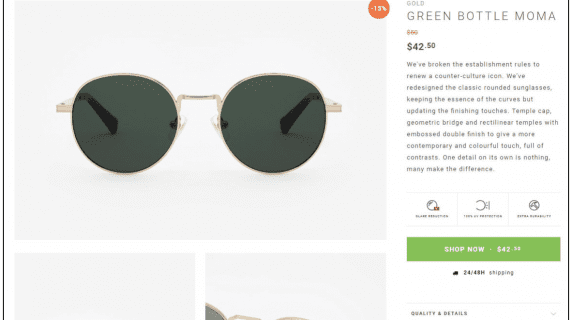 -15%
GOLD
GREEN BOTTLE MOMA
$50
$42.50
We've broken the establishment rules to
renew a counter-culture icon. We've
redesigned the classic rounded sunglasses,
keeping the essence of the curves but
updating the finishing touches. Temple cap,
geometric bridge and rectilinear temples with
embossed double finish to give a more
contemporary and colourful touch, full of
contrasts. One detail on its own is nothing,
many make the difference.
GLARE REDUCTION
100% UV PROTECTION
EXTRA DURABILITY
SHOP NOW - $42.50
24/48H shipping
QUALITY & DETAILS